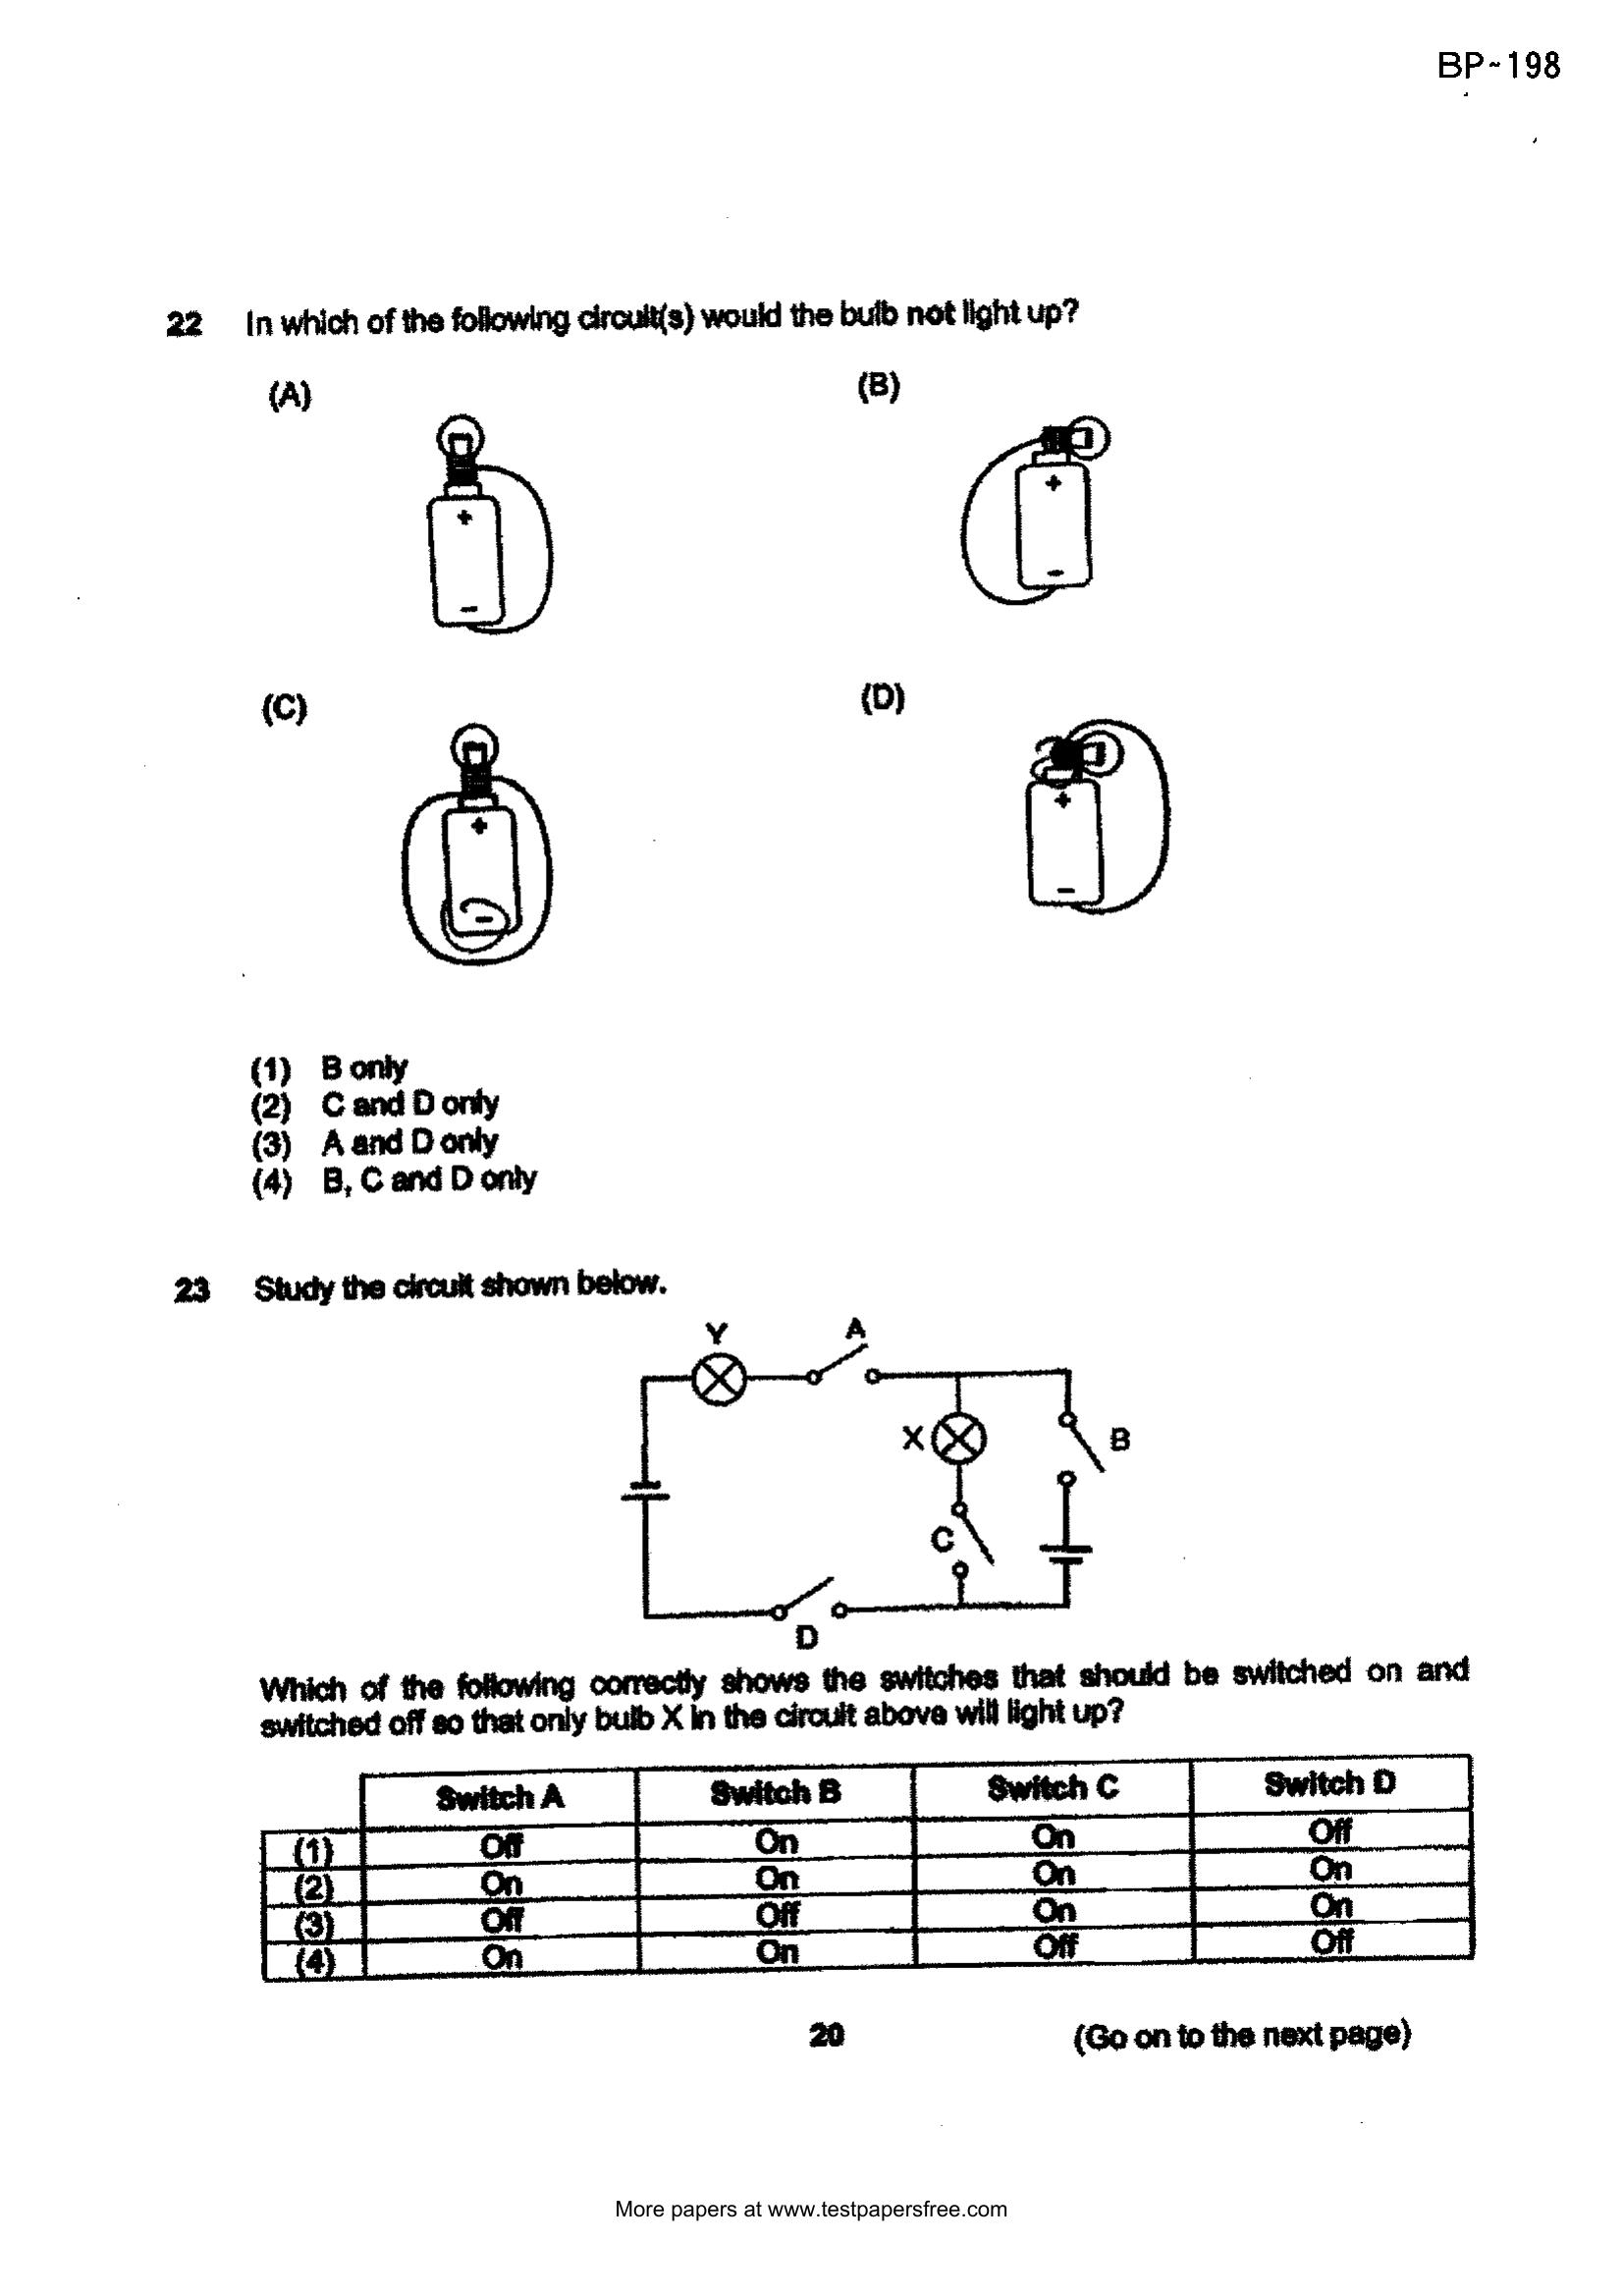 BP~198
22 In which of the following circuit(s) would the bulb not light up?
(A) (B)
+ +
- -
(C) (D)
+ +
- -
(1) B only
(2) C and D only
(3) A and D only
(4) B, C and D only
23 Study the circuit shown below.
Y A
X B
C
D
Which of the following correctly shows the switches that should be switched on and
switched off so that only bulb X in the circuit above will light up?
Switch A Switch B Switch C Switch D
(1) Off On On Off
(2) On On On On
(3) Off Off On On
(4) On On Off Off
20 (Go on to the next page)
More papers at www.testpapersfree.com